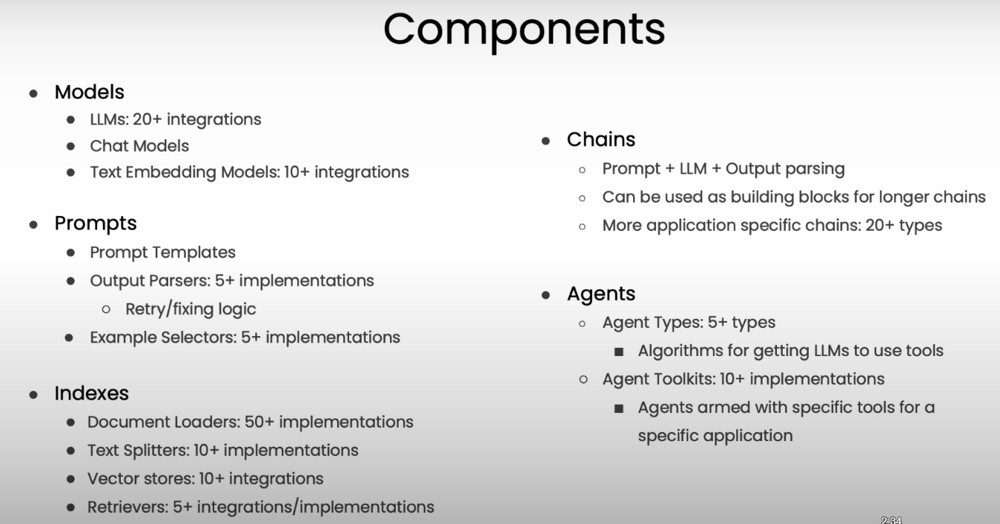 Components
Models
LLMs: 20+ integrations
Chat Models
Text Embedding Models: 10+ integrations
Prompts
Prompt Templates
Output Parsers: 5+ implementations
Retry/fixing logic
Example Selectors: 5+ implementations
Indexes
Document Loaders: 50+ implementations
Text Splitters: 10+ implementations
Vector stores: 10+ integrations
Retrievers: 5+ integrations/implementations
Chains
Prompt + LLM + Output parsing
Can be used as building blocks for longer chains
More application specific chains: 20+ types
Agents
Agent Types: 5+ types
Algorithms for getting LLMs to use tools
Agent Toolkits: 10+ implementations
Agents armed with specific tools for a
specific application
2:34